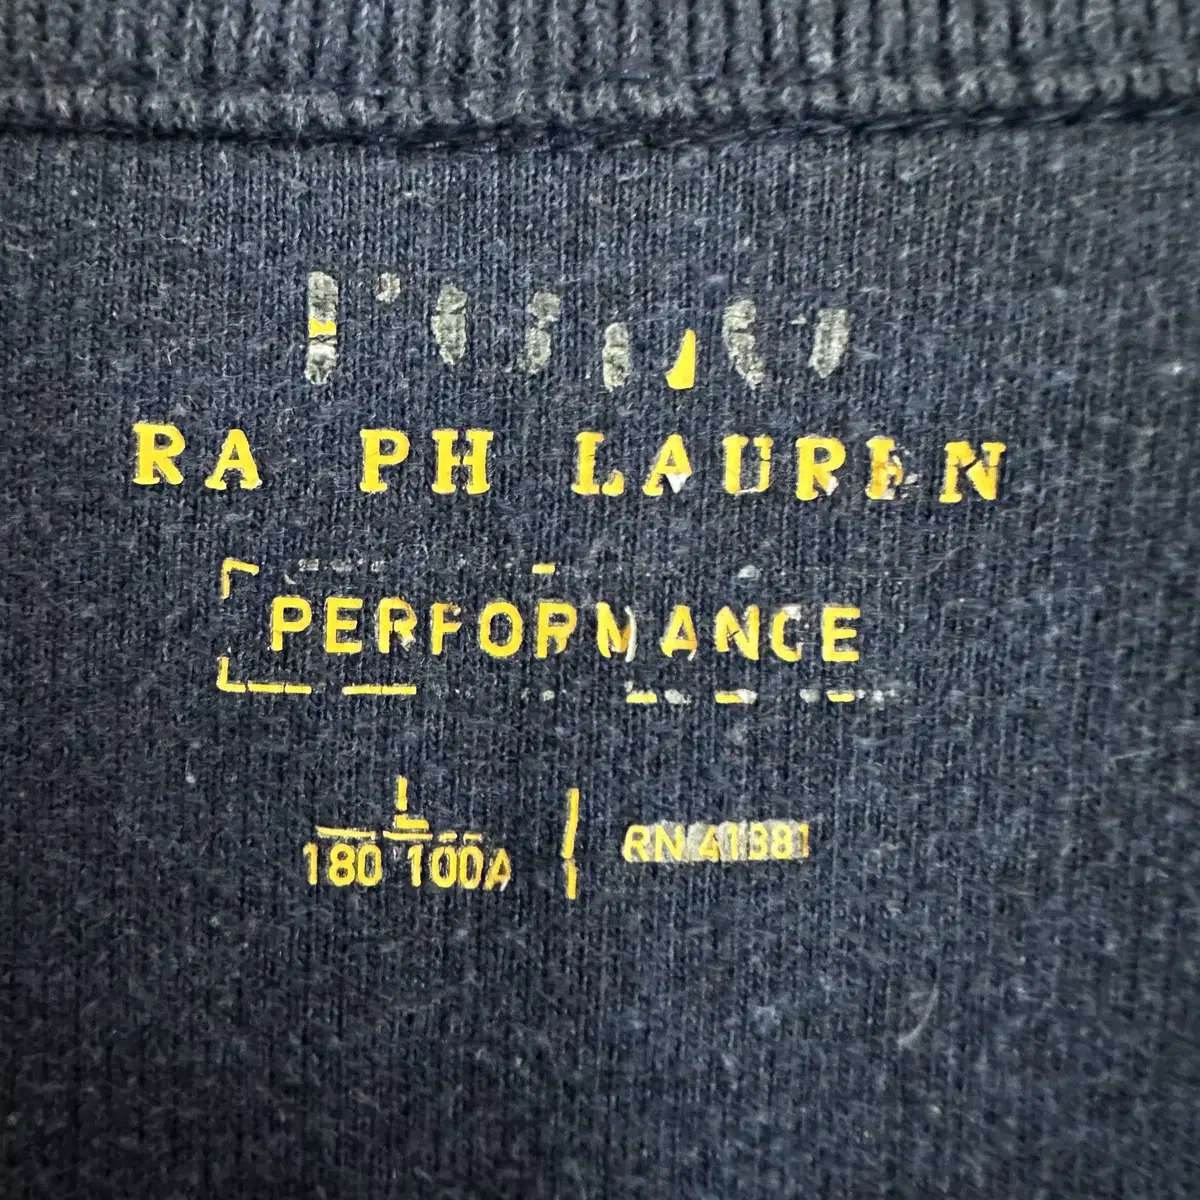 RA PH LAUREN
PERFORMANCE
L
180 100A
RN 41381